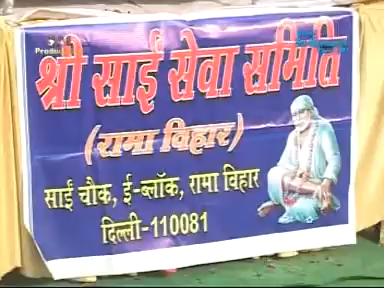 श्री साईं सेवा समिति
(रामा विहार)
साईं चौक, ई-ब्लॉक, रामा विहार
दिल्ली-110081